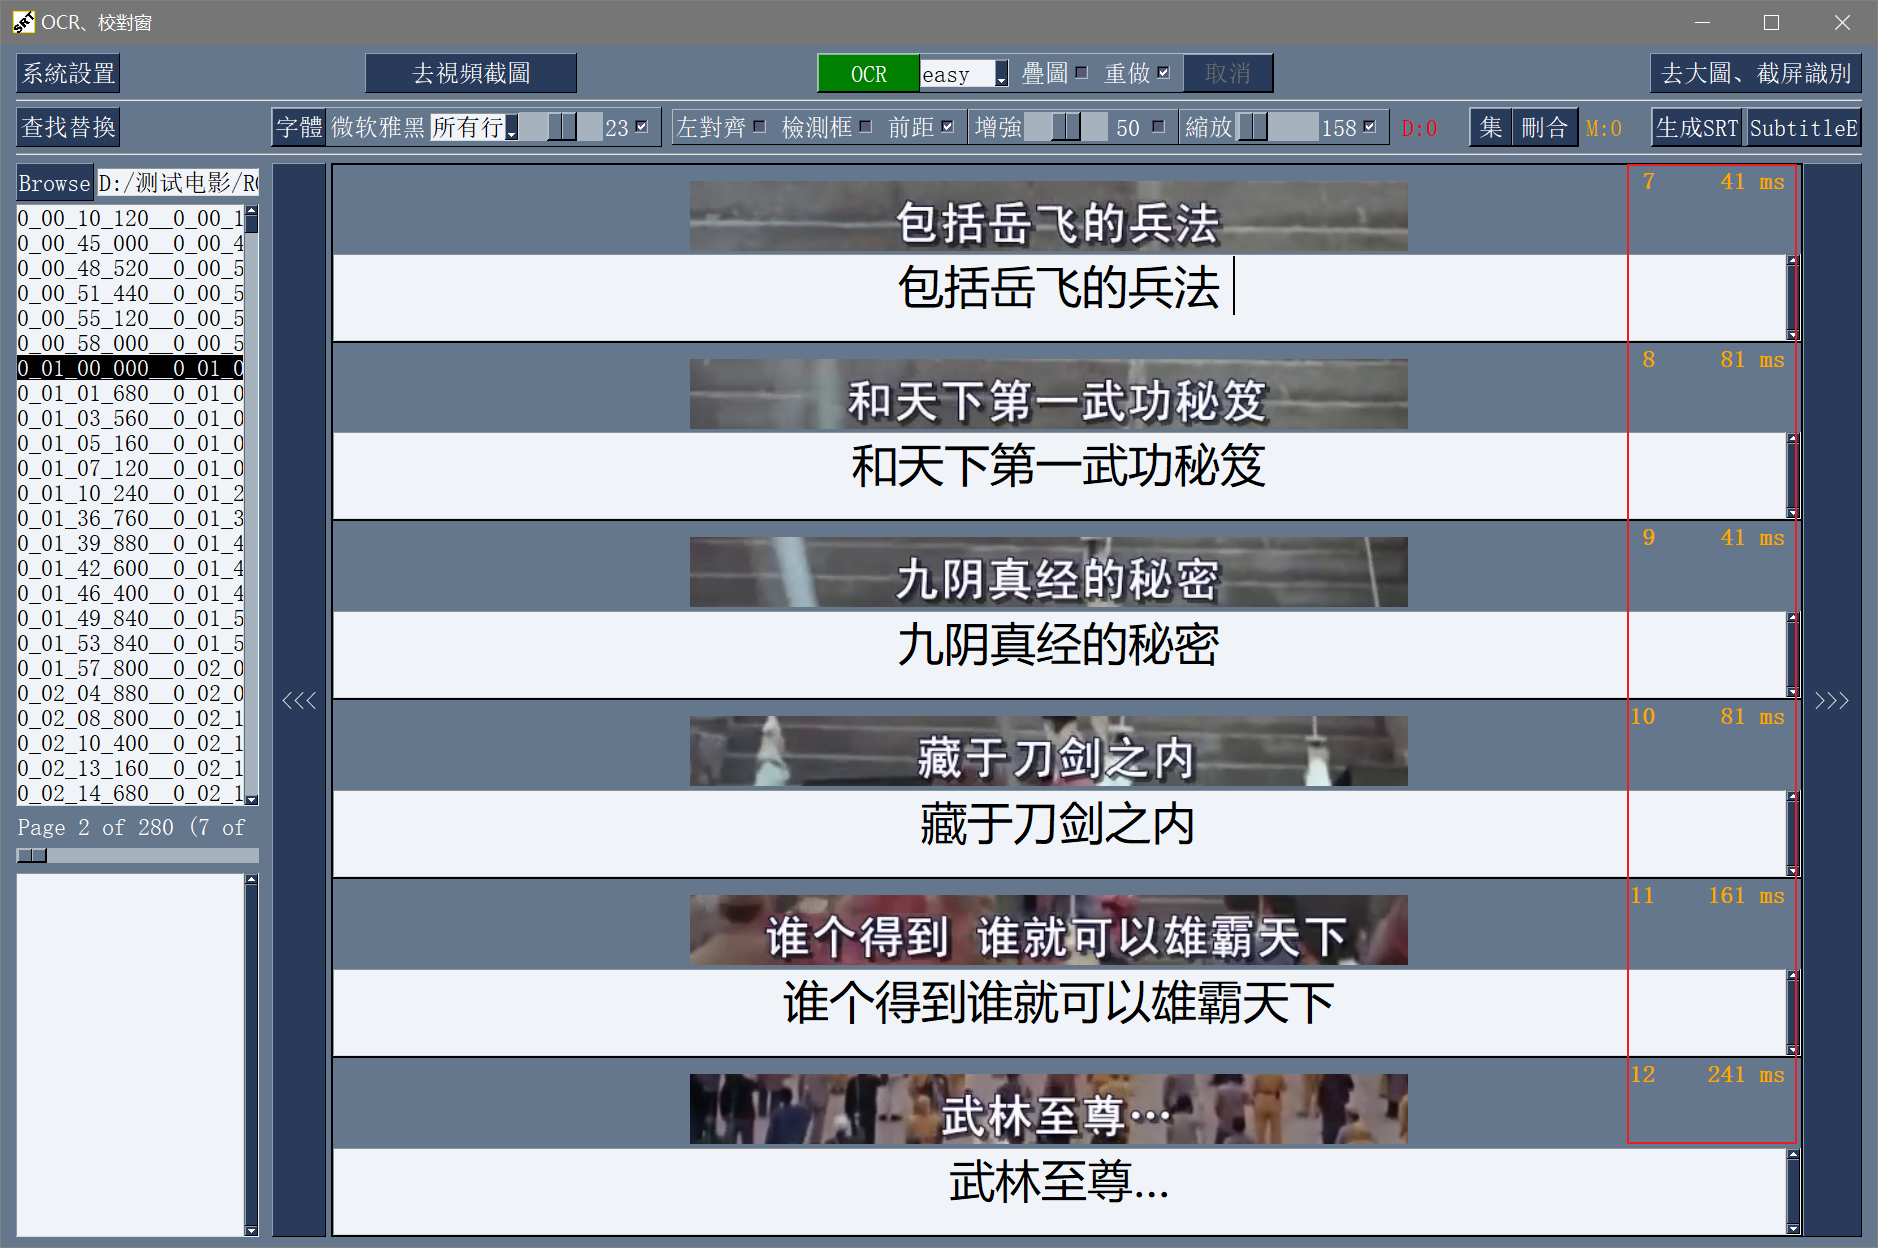 SRT OCR、校對窗
系統設置 去視頻截圖 OCR easy 疊圖 重做 取消 去大圖、截屏識別
查找替換 字體 微软雅黑 所有行 23 左對齊 檢測框 前距 增強 50 縮放 158 D:0 集 刪合 M:0 生成SRT SubtitleE
Browse D:/测试电影/R
0_00_10_120__0_00_1
0_00_45_000__0_00_4
0_00_48_520__0_00_5
0_00_51_440__0_00_5
0_00_55_120__0_00_5
0_00_58_000__0_00_5
0_01_00_000__0_01_0
0_01_01_680__0_01_0
0_01_03_560__0_01_0
0_01_05_160__0_01_0
0_01_07_120__0_01_0
0_01_10_240__0_01_2
0_01_36_760__0_01_3
0_01_39_880__0_01_4
0_01_42_600__0_01_4
0_01_46_400__0_01_4
0_01_49_840__0_01_5
0_01_53_840__0_01_5
0_01_57_800__0_02_0
0_02_04_880__0_02_0
0_02_08_800__0_02_1
0_02_10_400__0_02_1
0_02_13_160__0_02_1
0_02_14_680__0_02_1
Page 2 of 280 (7 of
<<<
包括岳飞的兵法
7 41 ms
包括岳飞的兵法
和天下第一武功秘笈
8 81 ms
和天下第一武功秘笈
九阴真经的秘密
9 41 ms
九阴真经的秘密
藏于刀剑之内
10 81 ms
藏于刀剑之内
谁个得到 谁就可以雄霸天下
11 161 ms
谁个得到谁就可以雄霸天下
武林至尊…
12 241 ms
武林至尊...
>>>